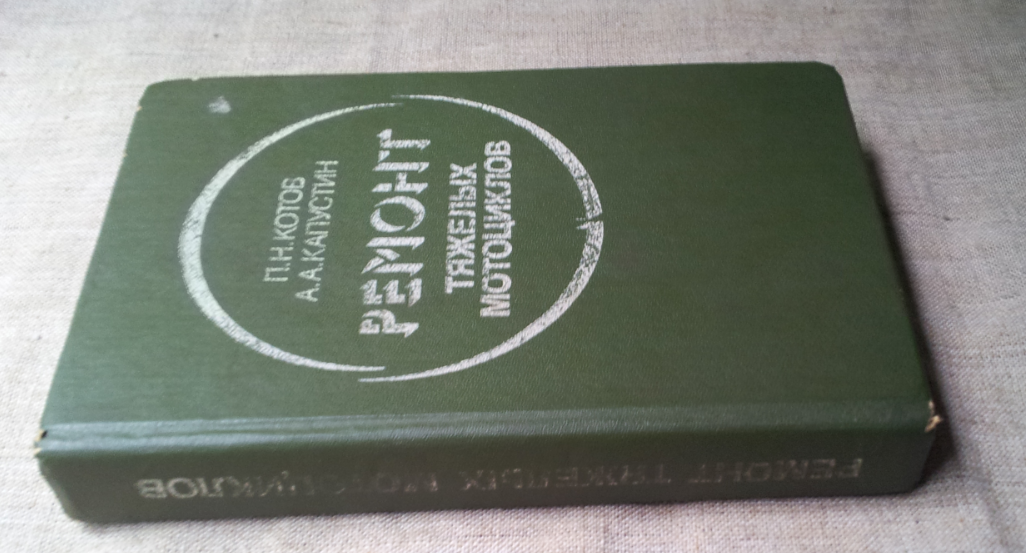 П.Н.КОТОВ
А.А.КАПУСТИН
РЕМОНТ
ТЯЖЕЛЫХ
МОТОЦИКЛОВ
РЕМОНТ ТЯЖЕЛЫХ МОТОЦИКЛОВ